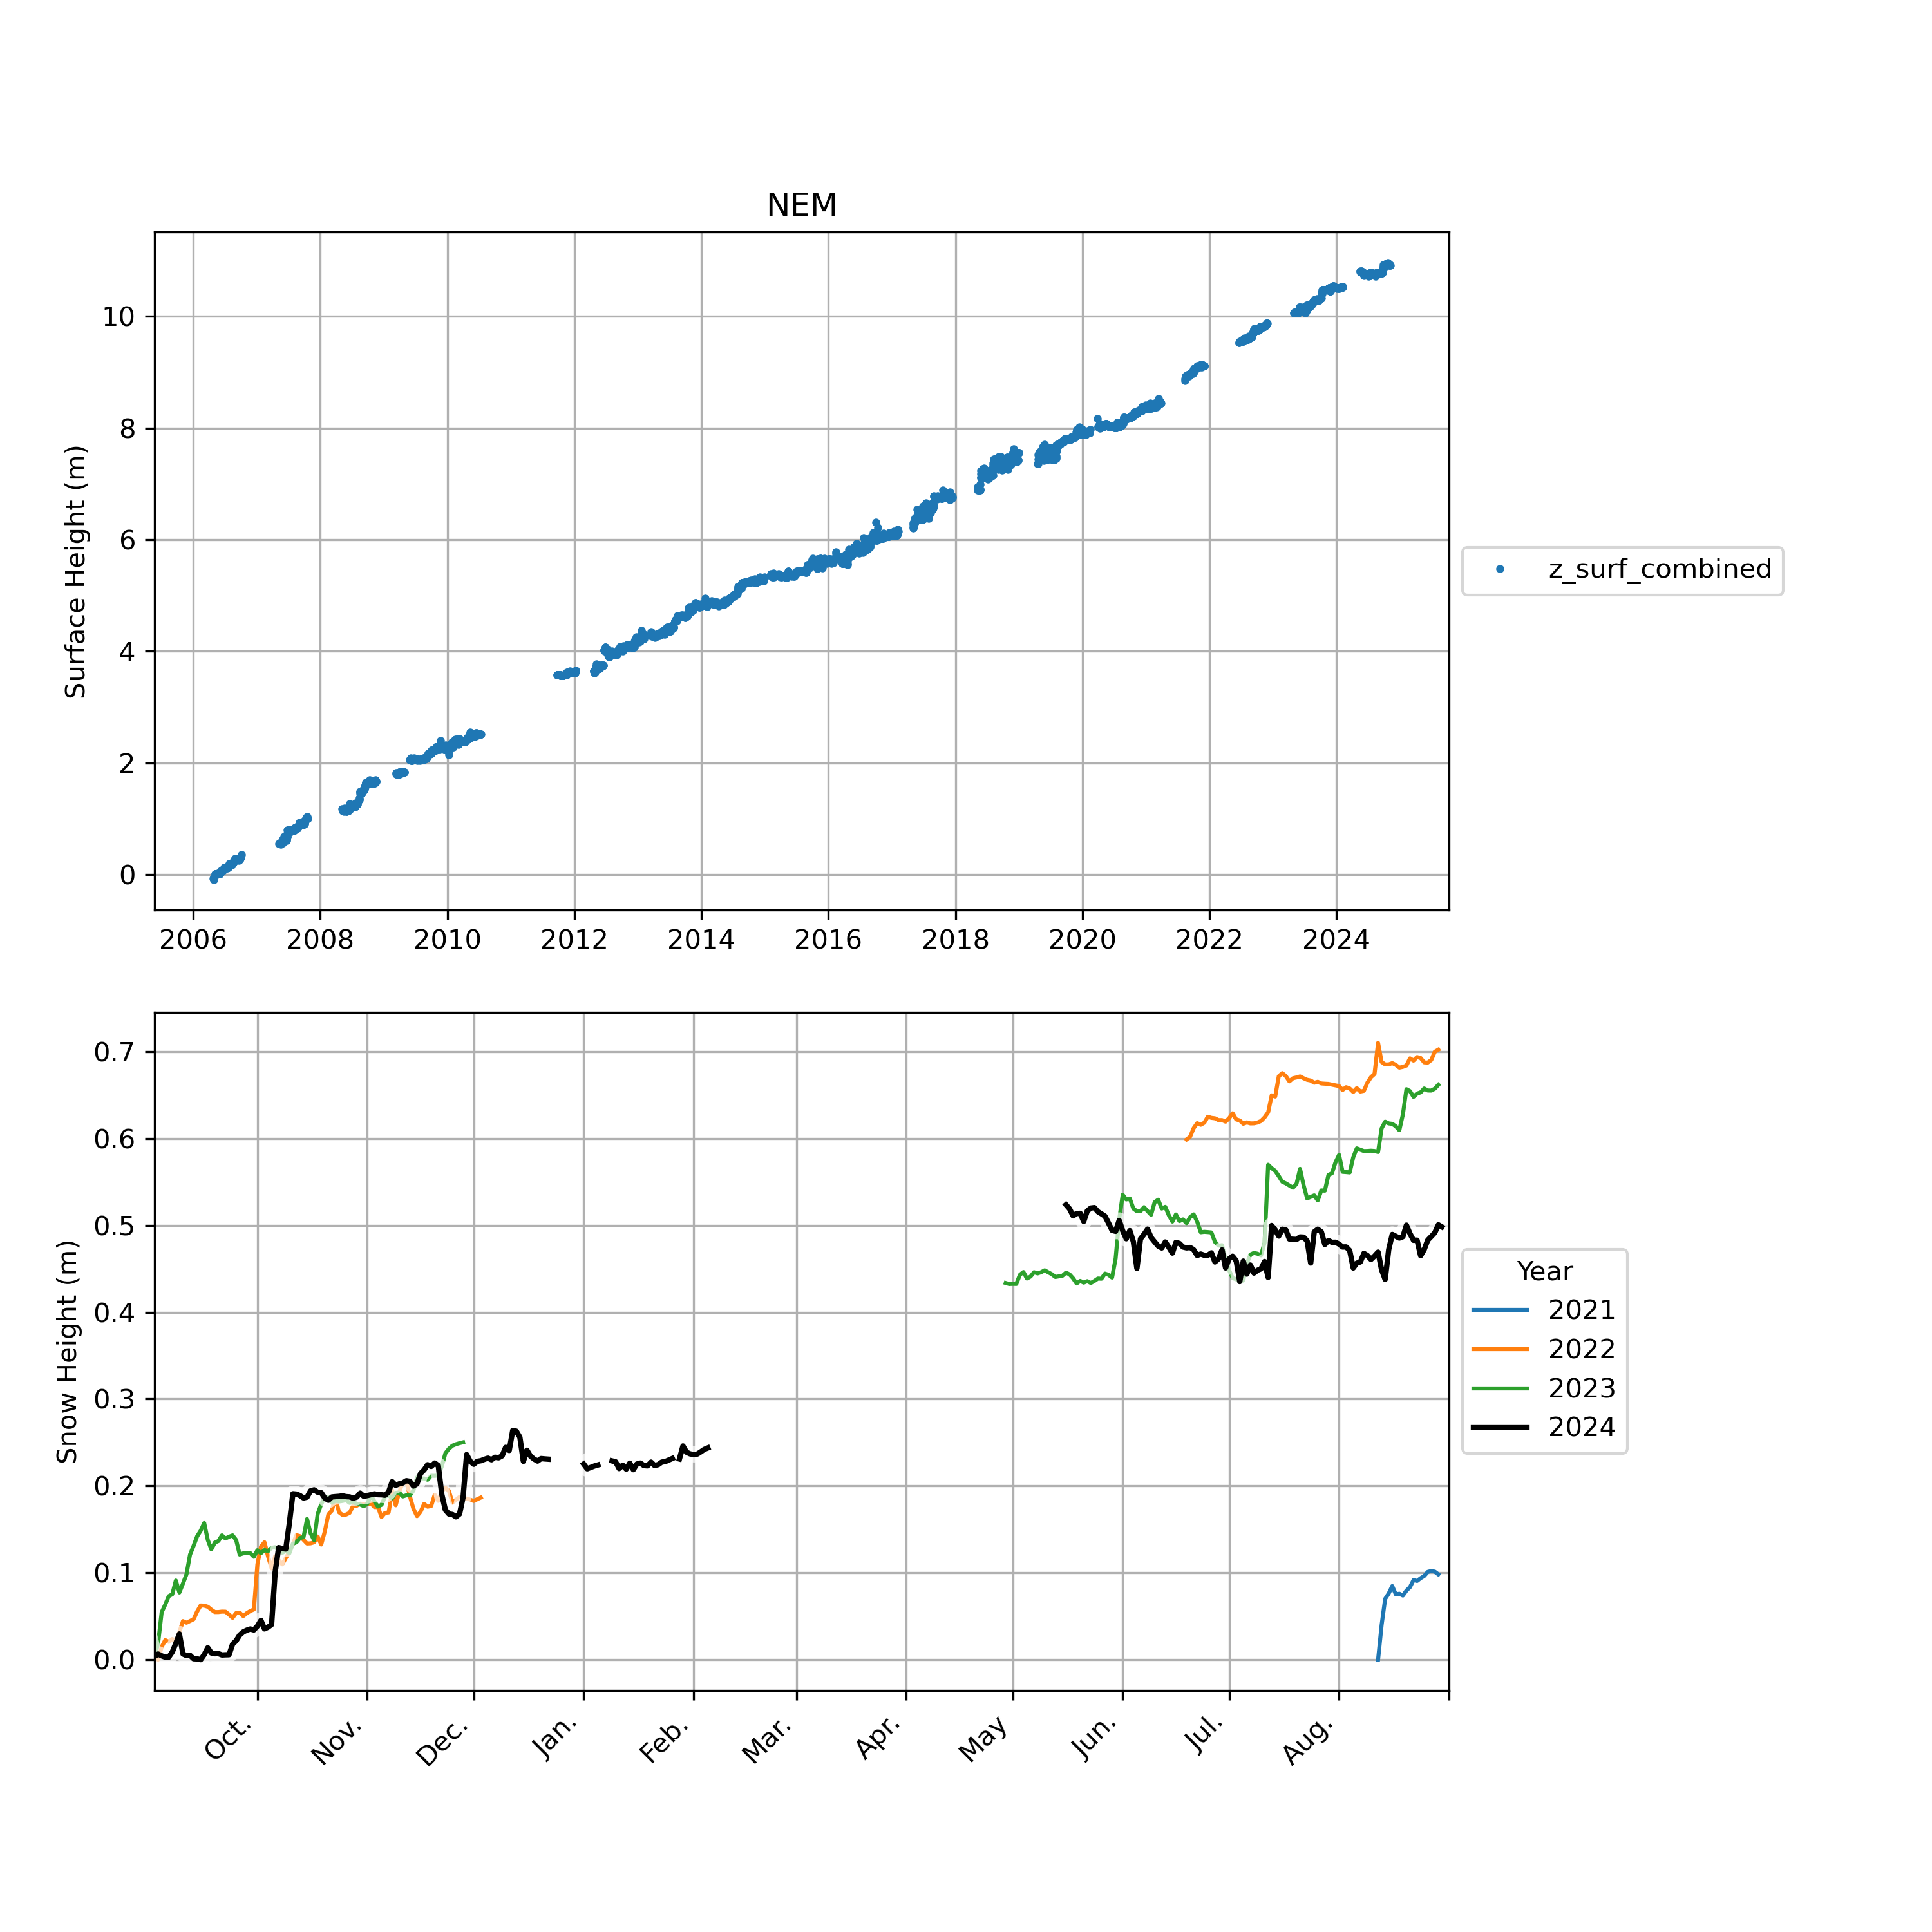 NEM
Surface Height (m)
10
8
6
4
2
0
2006 2008 2010 2012 2014 2016 2018 2020 2022 2024
z_surf_combined
Snow Height (m)
0.7
0.6
0.5
0.4
0.3
0.2
0.1
0.0
Oct. Nov. Dec. Jan. Feb. Mar. Apr. May Jun. Jul. Aug.
Year
2021
2022
2023
2024